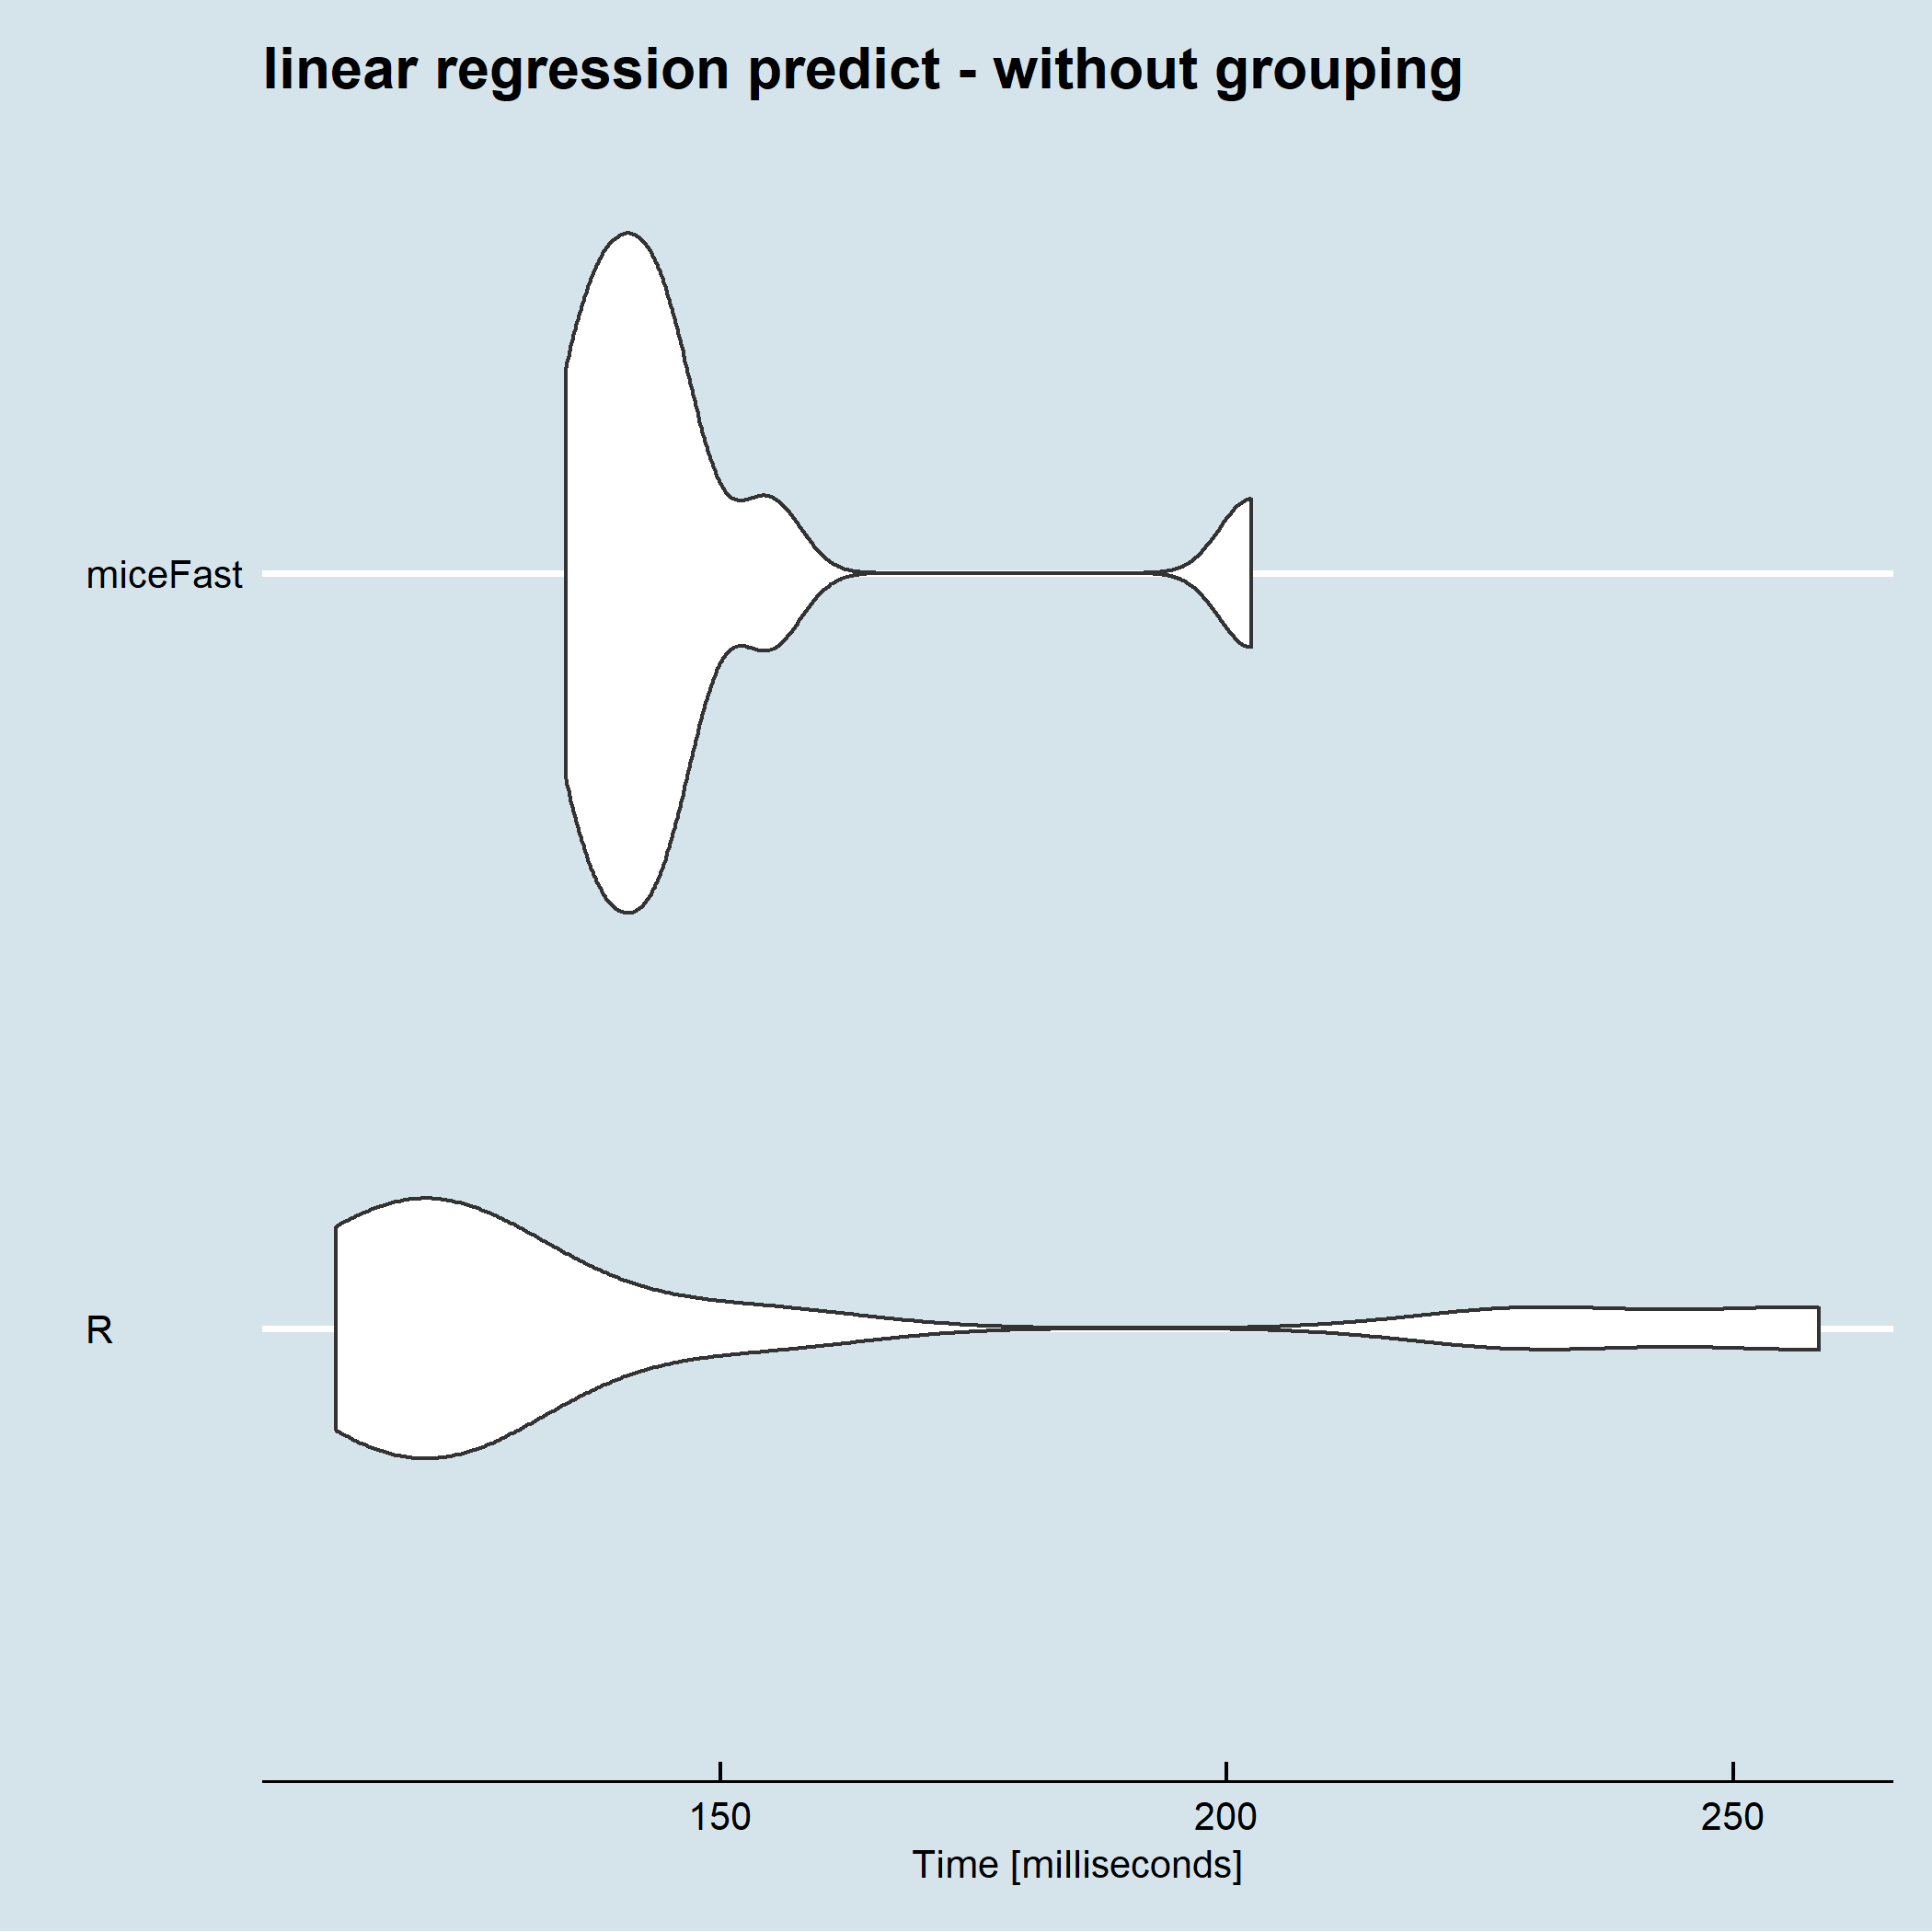 linear regression predict - without grouping
miceFast
R
150 200 250
Time [milliseconds]